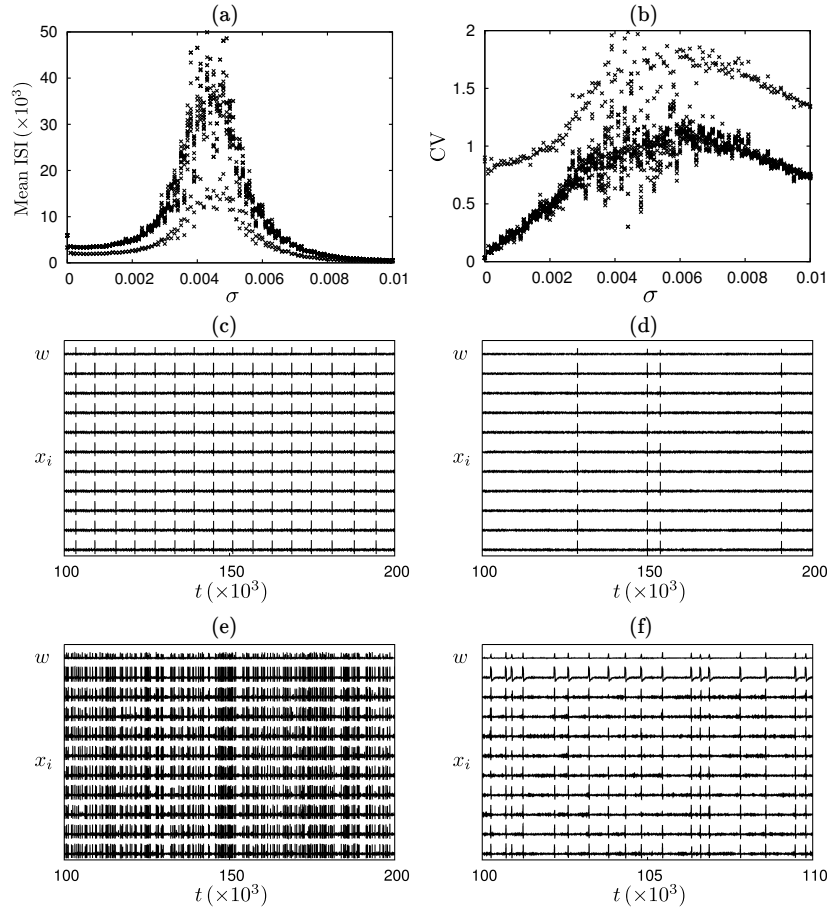 (a) (b)
Mean ISI (×10³)
50
40
30
20
10
0
0 0.002 0.004 0.006 0.008 0.01
σ
CV
2
1.5
1
0.5
0
0 0.002 0.004 0.006 0.008 0.01
σ
(c) (d)
w
x_i
100 150 200
t (×10³)
w
x_i
100 150 200
t (×10³)
(e) (f)
w
x_i
100 150 200
t (×10³)
w
x_i
100 105 110
t (×10³)